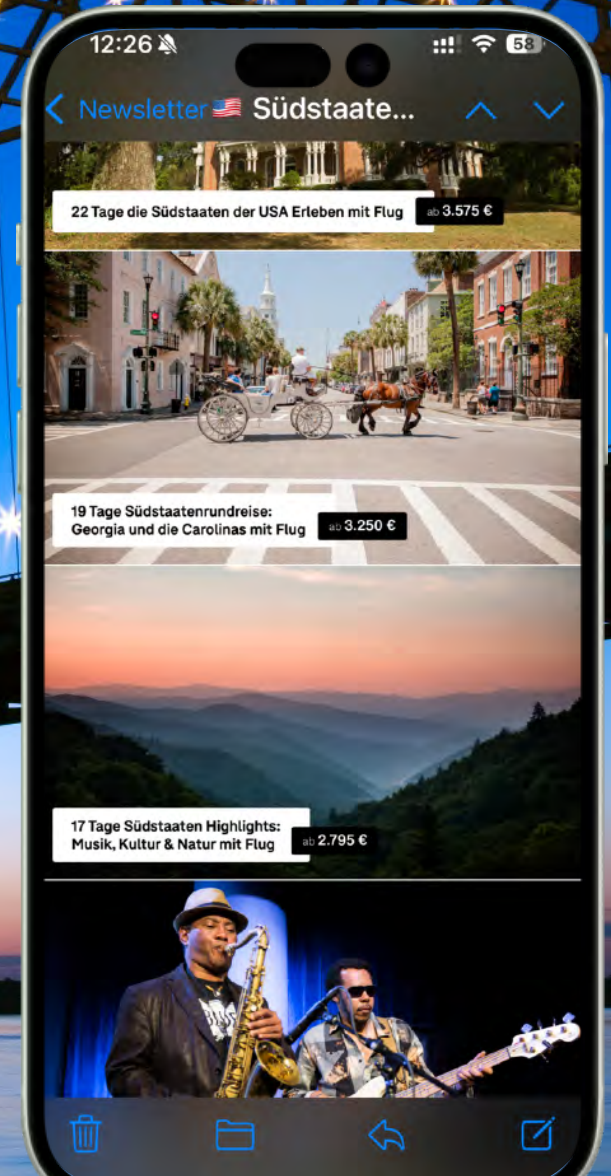 12:26
58
Newsletter 🇺🇸 Südstaate...
22 Tage die Südstaaten der USA Erleben mit Flug
ab 3.575 €
19 Tage Südstaatenrundreise:
Georgia und die Carolinas mit Flug
ab 3.250 €
17 Tage Südstaaten Highlights:
Musik, Kultur & Natur mit Flug
ab 2.795 €